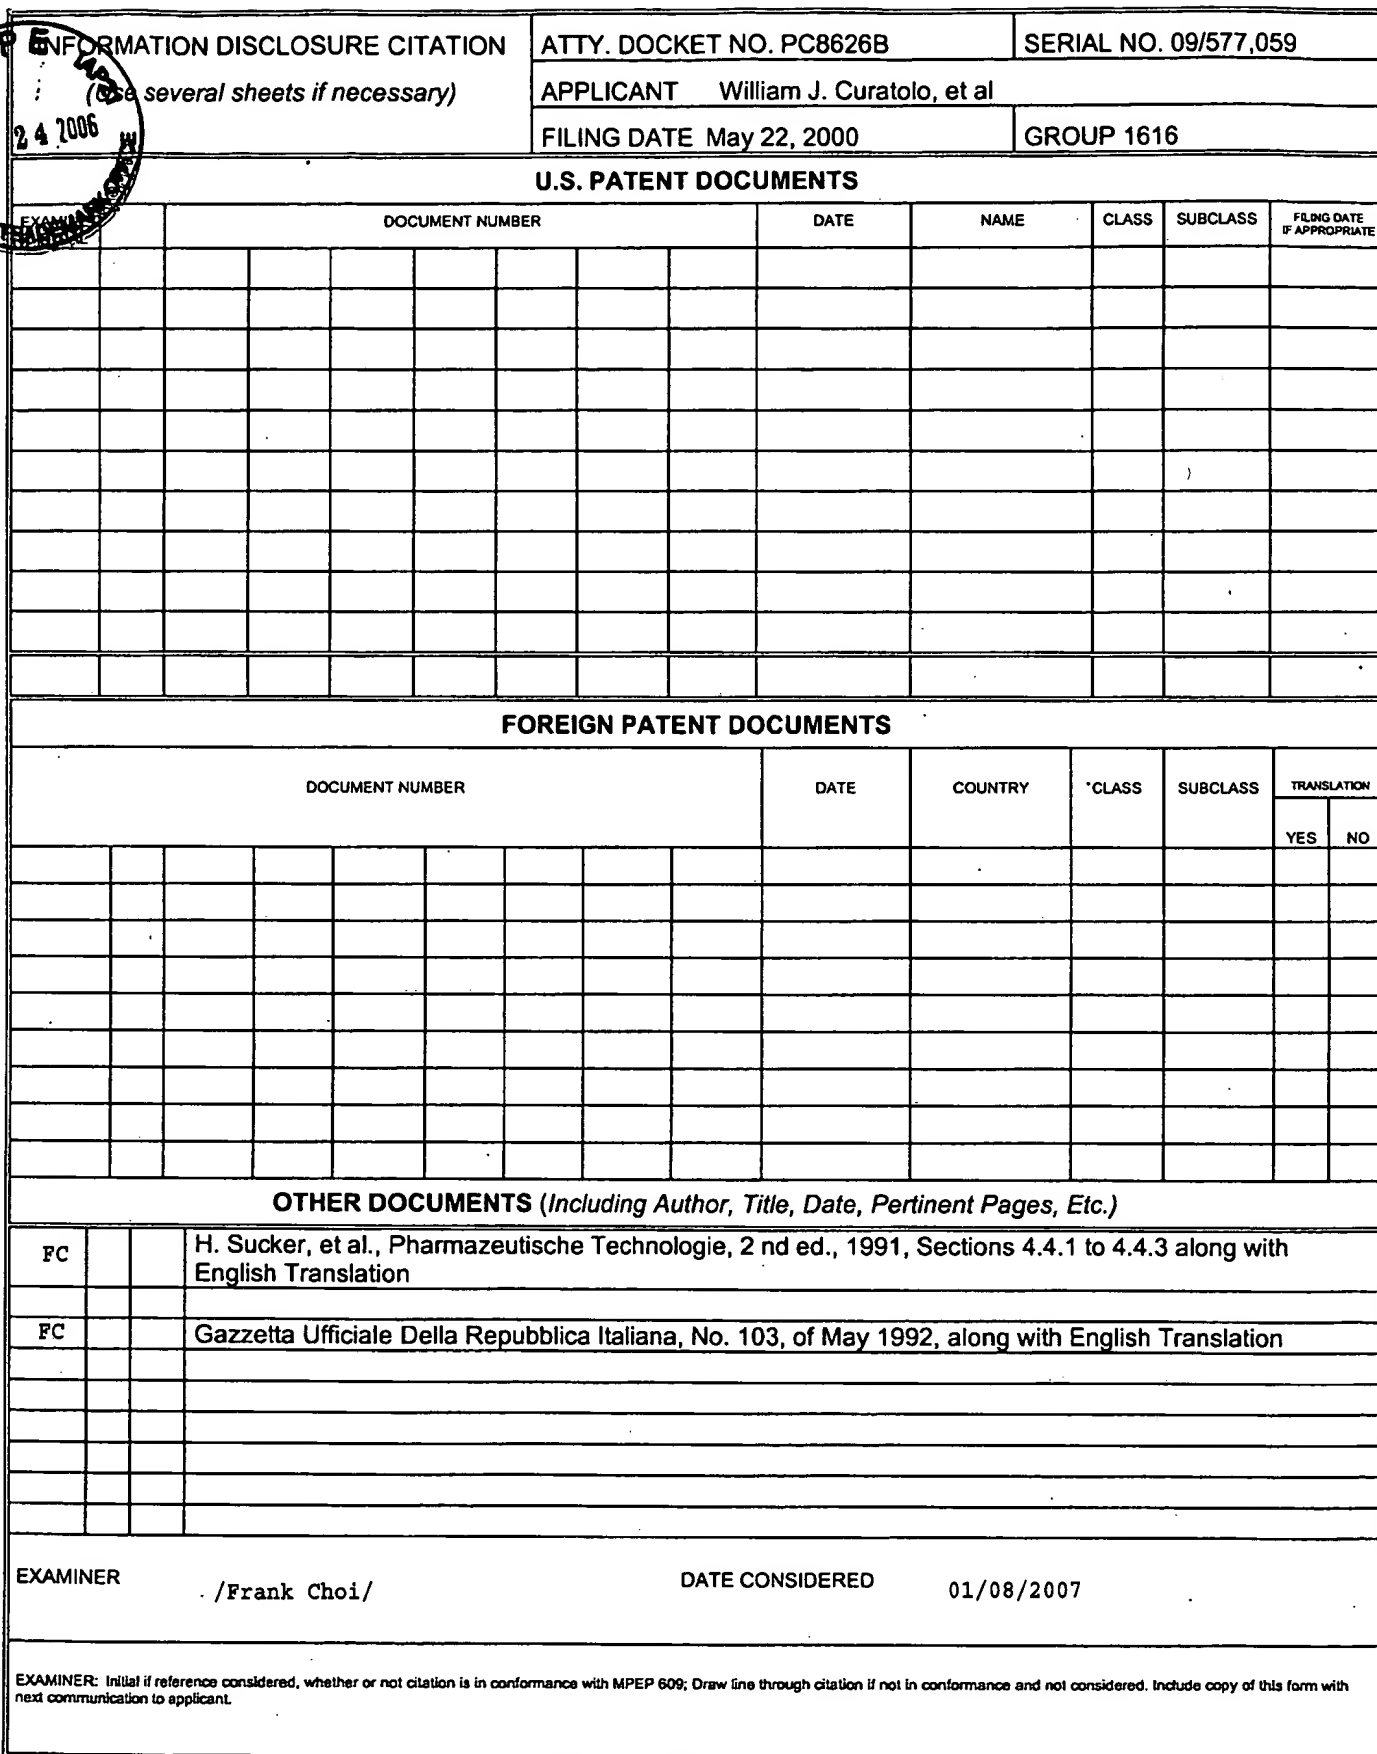 INFORMATION DISCLOSURE CITATION
(Use several sheets if necessary)
ATTY. DOCKET NO. PC8626B
SERIAL NO. 09/577,059
APPLICANT William J. Curatolo, et al
FILING DATE May 22, 2000
GROUP 1616
P E
24 2006
U.S. PATENT DOCUMENTS
DOCUMENT NUMBER
DATE
NAME
CLASS
SUBCLASS
FILING DATE
IF APPROPRIATE
FOREIGN PATENT DOCUMENTS
DOCUMENT NUMBER
DATE
COUNTRY
CLASS
SUBCLASS
TRANSLATION
YES
NO
OTHER DOCUMENTS (Including Author, Title, Date, Pertinent Pages, Etc.)
FC
H. Sucker, et al., Pharmazeutische Technologie, 2 nd ed., 1991, Sections 4.4.1 to 4.4.3 along with
English Translation
FC
Gazzetta Ufficiale Della Repubblica Italiana, No. 103, of May 1992, along with English Translation
EXAMINER
/Frank Choi/
DATE CONSIDERED
01/08/2007
EXAMINER: Initial if reference considered, whether or not citation is in conformance with MPEP 609; Draw line through citation if not in conformance and not considered. Include copy of this form with
next communication to applicant.